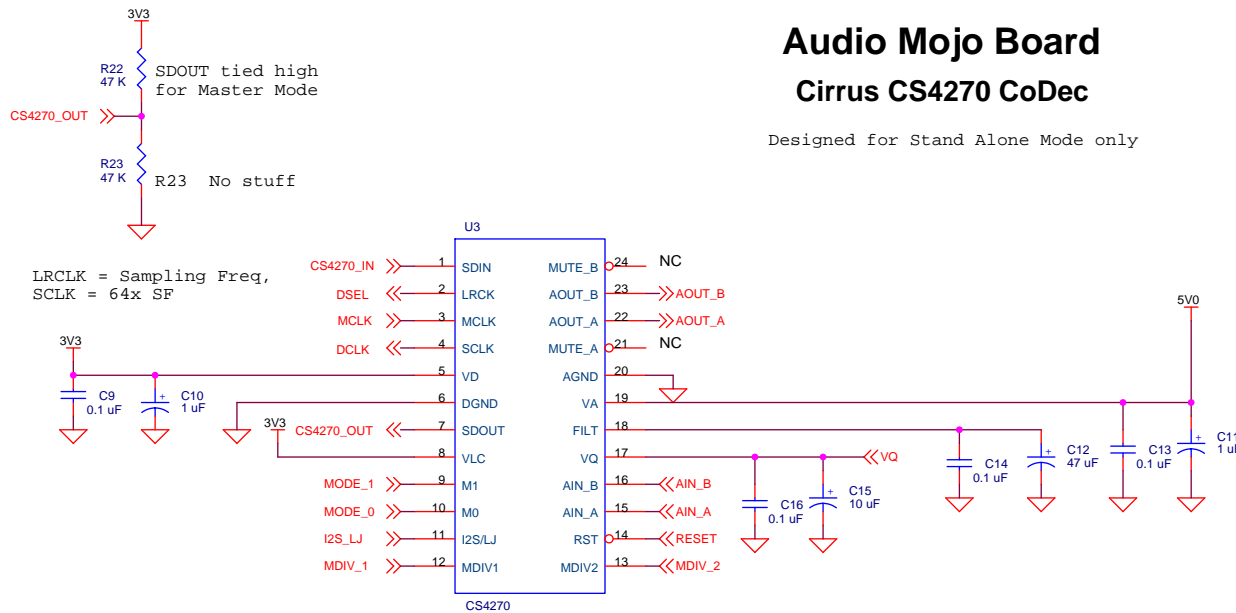 Audio Mojo Board
Cirrus CS4270 CoDec
Designed for Stand Alone Mode only
3V3
R22
47 K
SDOUT tied high
for Master Mode
CS4270_OUT
R23
47 K
R23 No stuff
LRCLK = Sampling Freq,
SCLK = 64x SF
U3
CS4270_IN 1 SDIN MUTE_B 24 NC
DSEL 2 LRCK AOUT_B 23 AOUT_B
MCLK 3 MCLK AOUT_A 22 AOUT_A
DCLK 4 SCLK MUTE_A 21 NC
3V3 5 VD AGND 20
5V0
6 DGND VA 19
3V3 CS4270_OUT 7 SDOUT FILT 18
8 VLC VQ 17 VQ
MODE_1 9 M1 AIN_B 16 AIN_B
MODE_0 10 M0 AIN_A 15 AIN_A
I2S_LJ 11 I2S/LJ RST 14 RESET
MDIV_1 12 MDIV1 MDIV2 13 MDIV_2
CS4270
C9
0.1 uF
C10
1 uF
C16
0.1 uF
C15
10 uF
C14
0.1 uF
C12
47 uF
C13
0.1 uF
C11
1 u